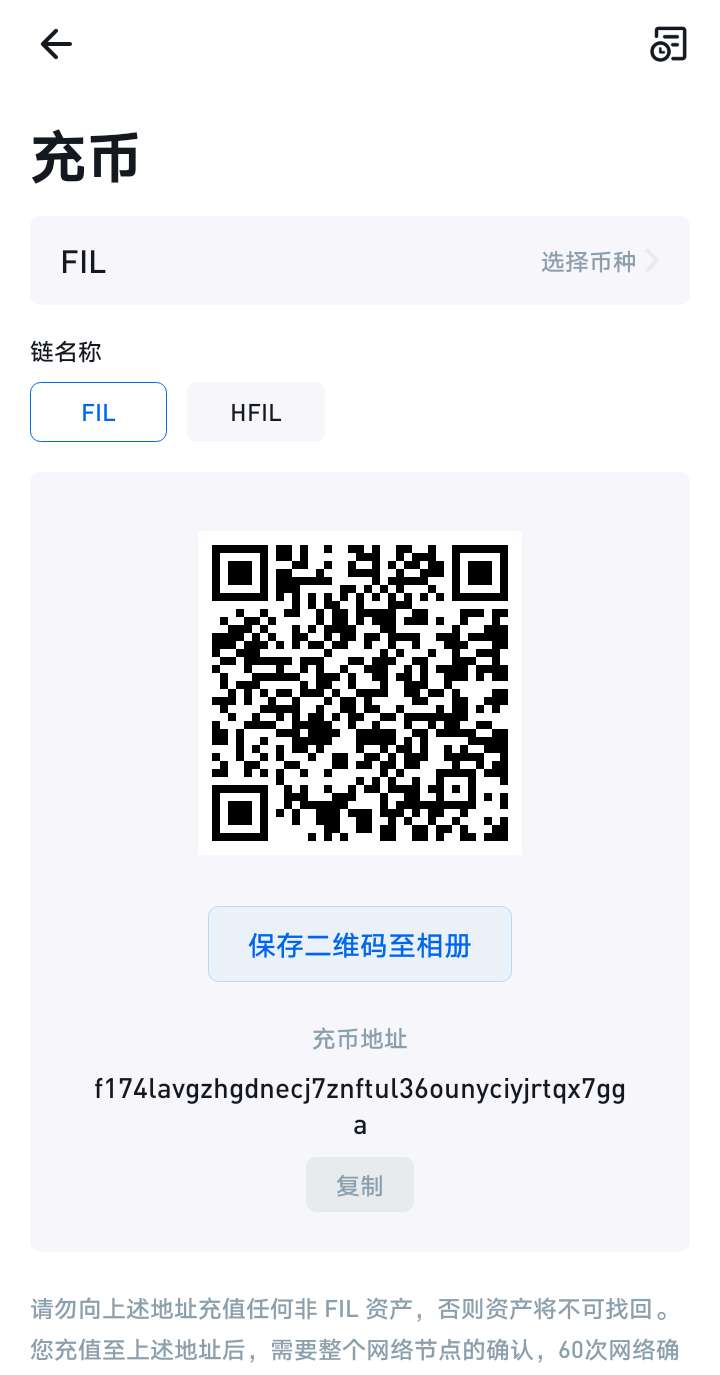 充币
FIL 选择币种
链名称
FIL HFIL
保存二维码至相册
充币地址
f174lavgzhgdnecj7znftul36ounyciyjrtqx7gg
a
复制
请勿向上述地址充值任何非 FIL 资产，否则资产将不可找回。
您充值至上述地址后，需要整个网络节点的确认，60次网络确